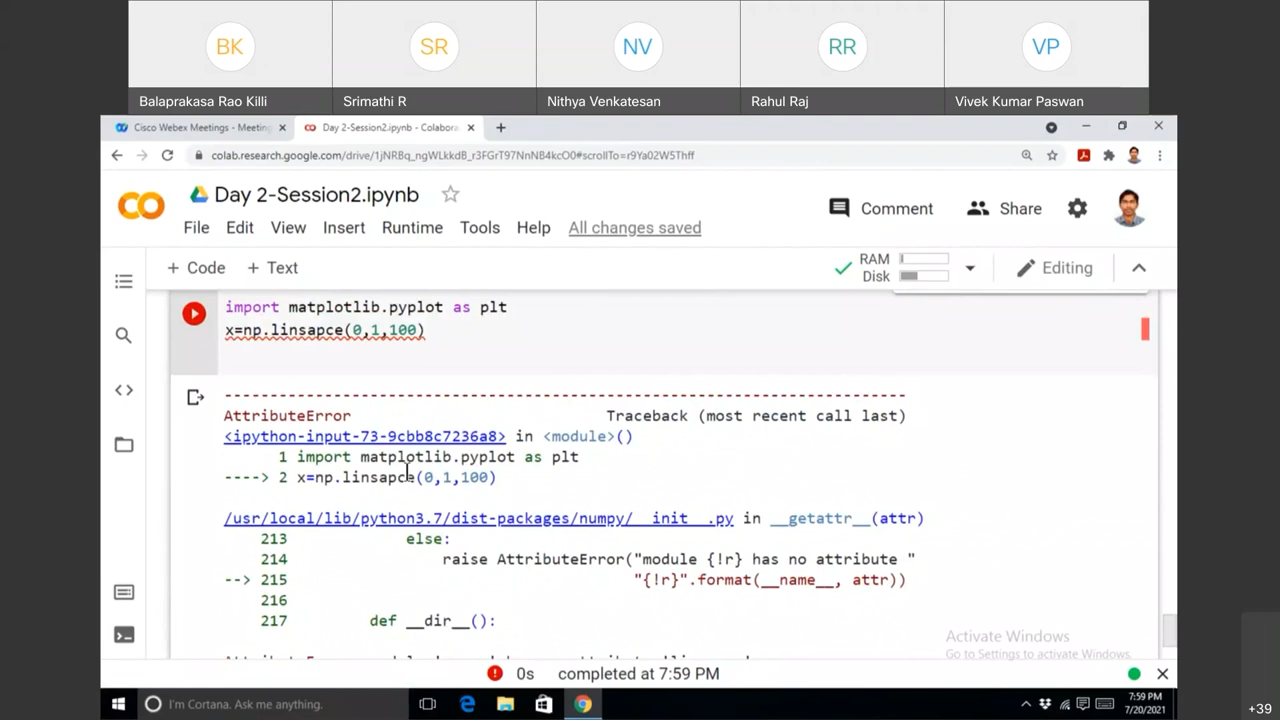 BK
SR
NV
RR
VP
Balaprakasa Rao Killi
Srimathi R
Nithya Venkatesan
Rahul Raj
Vivek Kumar Paswan
Cisco Webex Meetings - Meeting
Day 2-Session2.ipynb - Colabora
colab.research.google.com/drive/1jNRBq_ngWLkkdB_r3FGrT97NnNB4kcO0#scrollTo=r9Ya02W5Thff
Day 2-Session2.ipynb
Comment
Share
File Edit View Insert Runtime Tools Help All changes saved
+ Code + Text
RAM
Disk
Editing
import matplotlib.pyplot as plt
x=np.linsapce(0,1,100)
---------------------------------------------------------------------------
AttributeError Traceback (most recent call last)
<ipython-input-73-9cbb8c7236a8> in <module>()
1 import matplotlib.pyplot as plt
----> 2 x=np.linsapce(0,1,100)
/usr/local/lib/python3.7/dist-packages/numpy/__init__.py in __getattr__(attr)
213 else:
214 raise AttributeError("module {!r} has no attribute "
--> 215 "{!r}".format(__name__, attr))
216
217 def __dir__():
Activate Windows
Go to Settings to activate Windows.
0s completed at 7:59 PM
I'm Cortana. Ask me anything.
7:59 PM
7/20/2021
+39